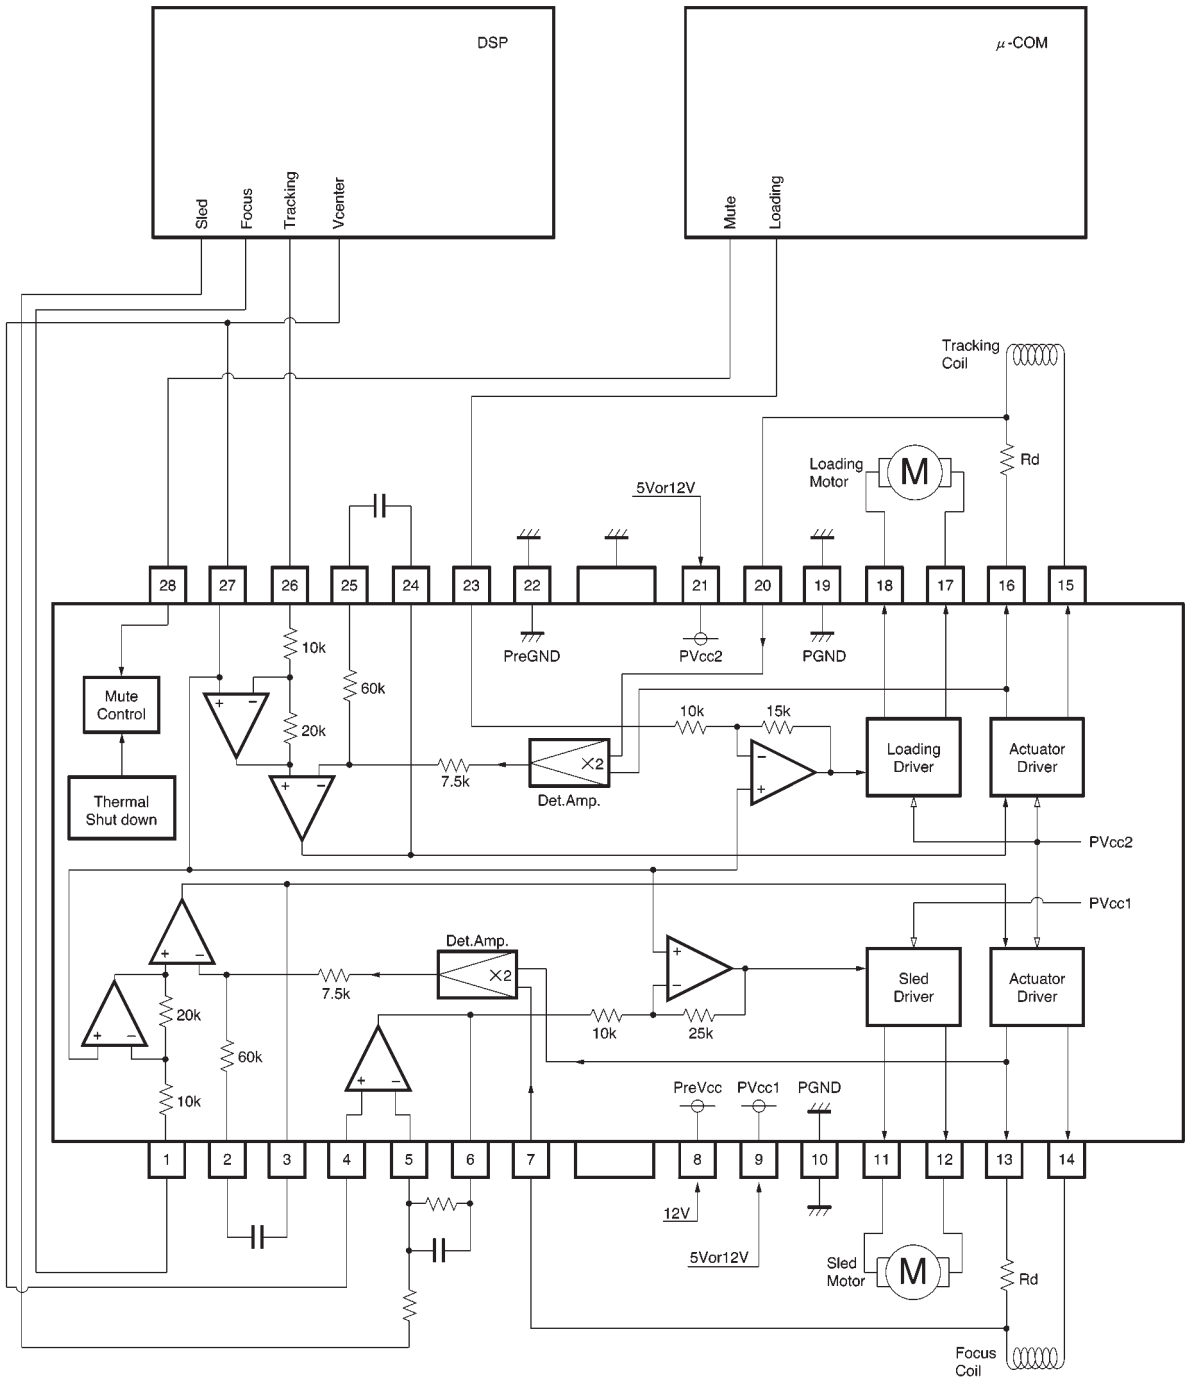 DSP
μ-COM
Sled
Focus
Tracking
Vcenter
Mute
Loading
Tracking
Coil
Rd
Loading
Motor
M
5Vor12V
28
27
26
25
24
23
22
21
20
19
18
17
16
15
PreGND
PVcc2
PGND
10k
60k
20k
Mute
Control
Thermal
Shut down
+
−
+
−
7.5k
×2
Det.Amp.
10k
15k
−
+
Loading
Driver
Actuator
Driver
PVcc2
PVcc1
Det.Amp.
×2
7.5k
+
−
+
−
20k
60k
10k
+
−
+
−
10k
25k
Sled
Driver
Actuator
Driver
PreVcc
PVcc1
PGND
1
2
3
4
5
6
7
8
9
10
11
12
13
14
12V
5Vor12V
Sled
Motor
M
Rd
Focus
Coil